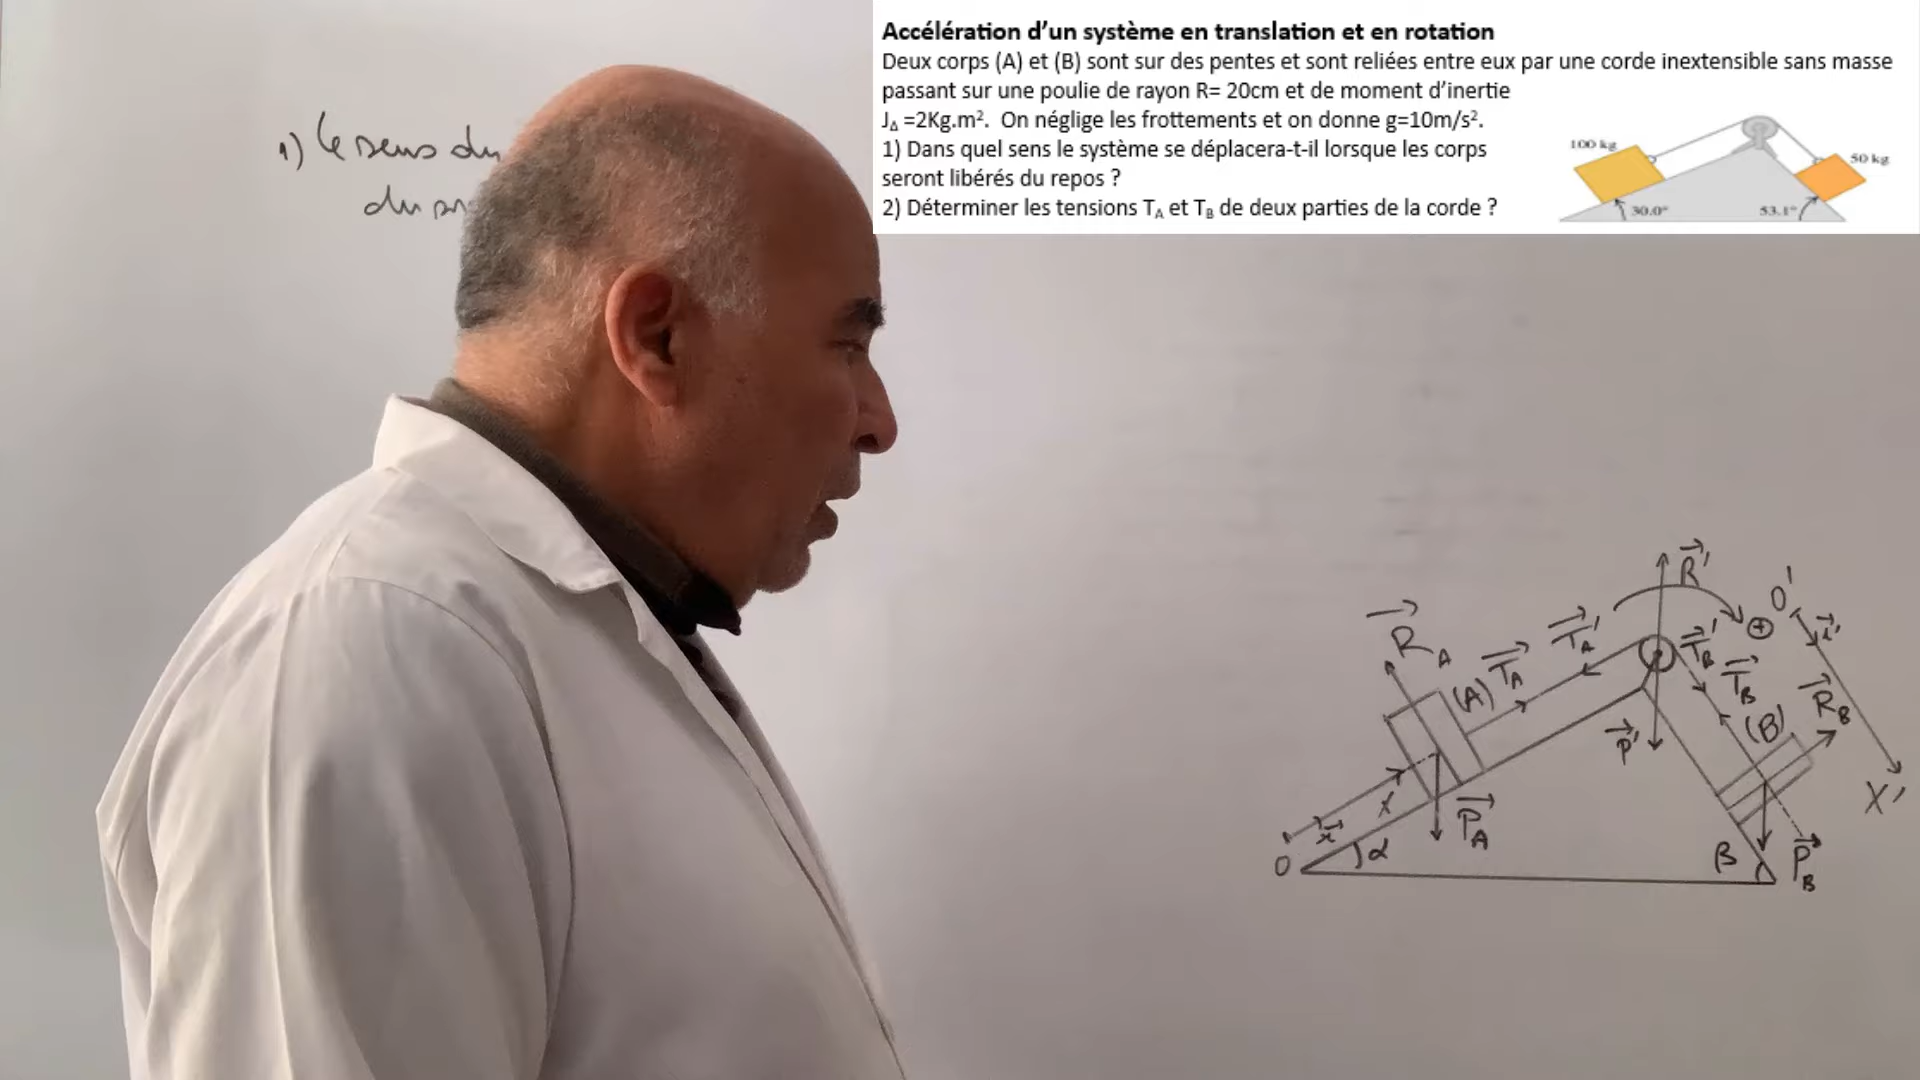 Accélération d’un système en translation et en rotation
Deux corps (A) et (B) sont sur des pentes et sont reliées entre eux par une corde inextensible sans masse
passant sur une poulie de rayon R= 20cm et de moment d’inertie
J△ =2Kg.m². On néglige les frottements et on donne g=10m/s².
1) Dans quel sens le système se déplacera-t-il lorsque les corps
seront libérés du repos ?
2) Déterminer les tensions TA et TB de deux parties de la corde ?
100 kg
50 kg
30.0°
53.1°
1) le sens du
du
R'
O'
RA
TA'
⊕
i'
(A)
TA
TB'
TB
RB
(B)
P'
X'
X
i
PA
O
α
β
PB